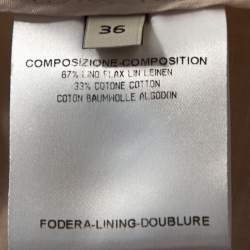 36
COMPOSIZIONE-COMPOSITION
67% LINO FLAX LIN LEINEN
33% COTONE COTTON
COTON BAUMWOLLE ALGODON
FODERA-LINING-DOUBLURE